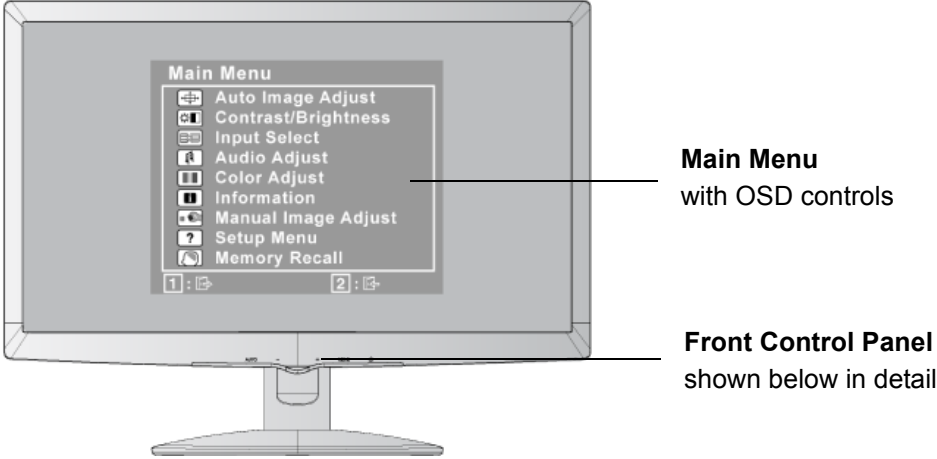 Main Menu
Auto Image Adjust
Contrast/Brightness
Input Select
Audio Adjust
Color Adjust
Information
Manual Image Adjust
? Setup Menu
Memory Recall
1 :
2 :
Main Menu
with OSD controls
Front Control Panel
shown below in detail
AUTO - +